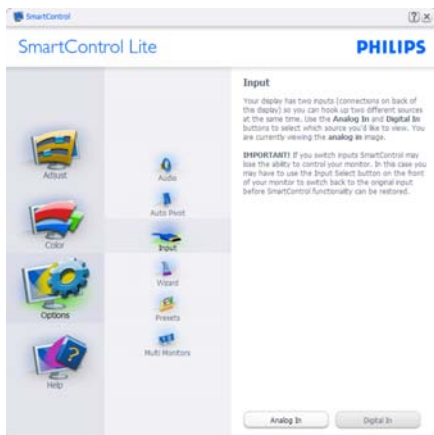 SmartControl
SmartControl Lite
PHILIPS
Adjust
Color
Options
Help
Audio
Auto Pivot
Input
Wizard
Presets
Multi Monitors
Input
Your display has two inputs (connections on back of
the display) so you can hook up two different sources
at the same time. Use the Analog In and Digital In
buttons to select which source you'd like to view. You
are currently viewing the analog in image.
IMPORTANT! If you switch inputs SmartControl may
lose the ability to control your monitor. In this case you
may have to use the Input Select button on the front
of your monitor to switch back to the original input
before SmartControl functionality can be restored.
Analog In
Digital In